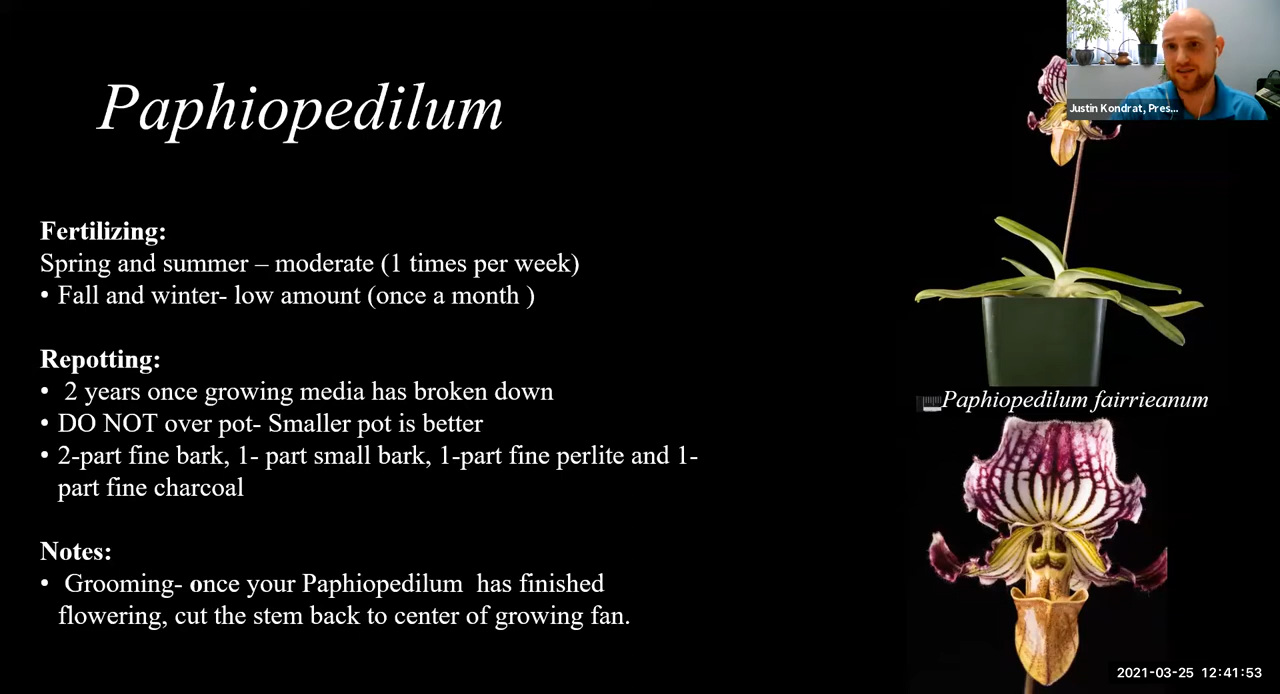 Paphiopedilum
Justin Kondrat, Pres...
Fertilizing:
Spring and summer – moderate (1 times per week)
• Fall and winter- low amount (once a month )
Repotting:
• 2 years once growing media has broken down
• DO NOT over pot- Smaller pot is better
• 2-part fine bark, 1- part small bark, 1-part fine perlite and 1-
part fine charcoal
Notes:
• Grooming- once your Paphiopedilum has finished
flowering, cut the stem back to center of growing fan.
Paphiopedilum fairrieanum
2021-03-25 12:41:53